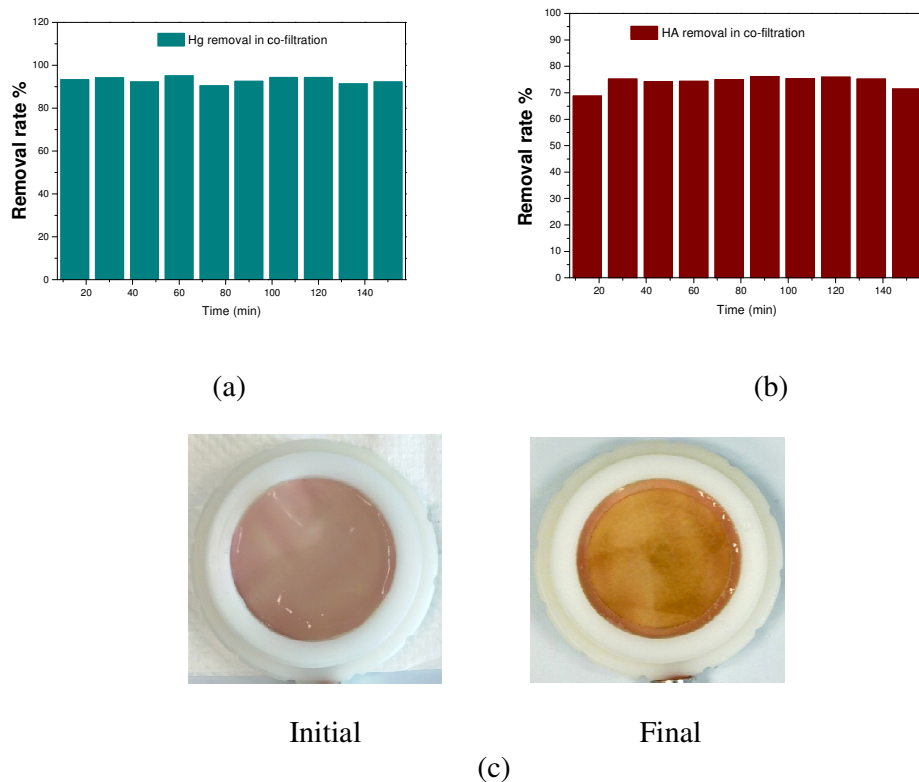 120
100
80
60
40
20
0
Removal rate %
Hg removal in co-filtration
20 40 60 80 100 120 140
Time (min)
100
90
80
70
60
50
40
30
20
10
0
Removal rate %
HA removal in co-filtration
20 40 60 80 100 120 140
Time (min)
(a) (b)
Initial Final
(c)